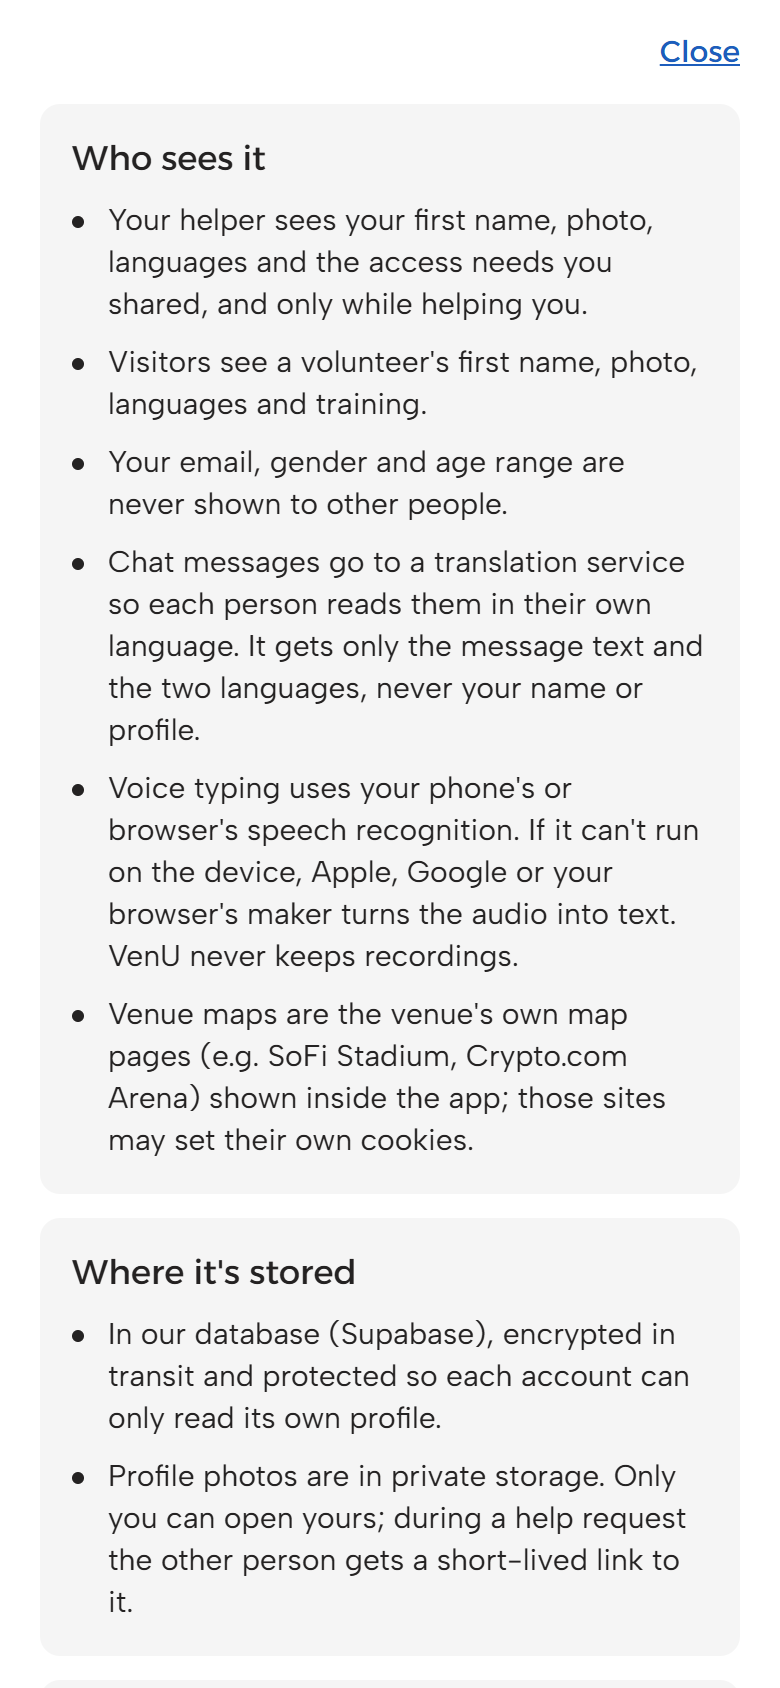 Close
Who sees it
• Your helper sees your first name, photo,
languages and the access needs you
shared, and only while helping you.
• Visitors see a volunteer's first name, photo,
languages and training.
• Your email, gender and age range are
never shown to other people.
• Chat messages go to a translation service
so each person reads them in their own
language. It gets only the message text and
the two languages, never your name or
profile.
• Voice typing uses your phone's or
browser's speech recognition. If it can't run
on the device, Apple, Google or your
browser's maker turns the audio into text.
VenU never keeps recordings.
• Venue maps are the venue's own map
pages (e.g. SoFi Stadium, Crypto.com
Arena) shown inside the app; those sites
may set their own cookies.
Where it's stored
• In our database (Supabase), encrypted in
transit and protected so each account can
only read its own profile.
• Profile photos are in private storage. Only
you can open yours; during a help request
the other person gets a short-lived link to
it.